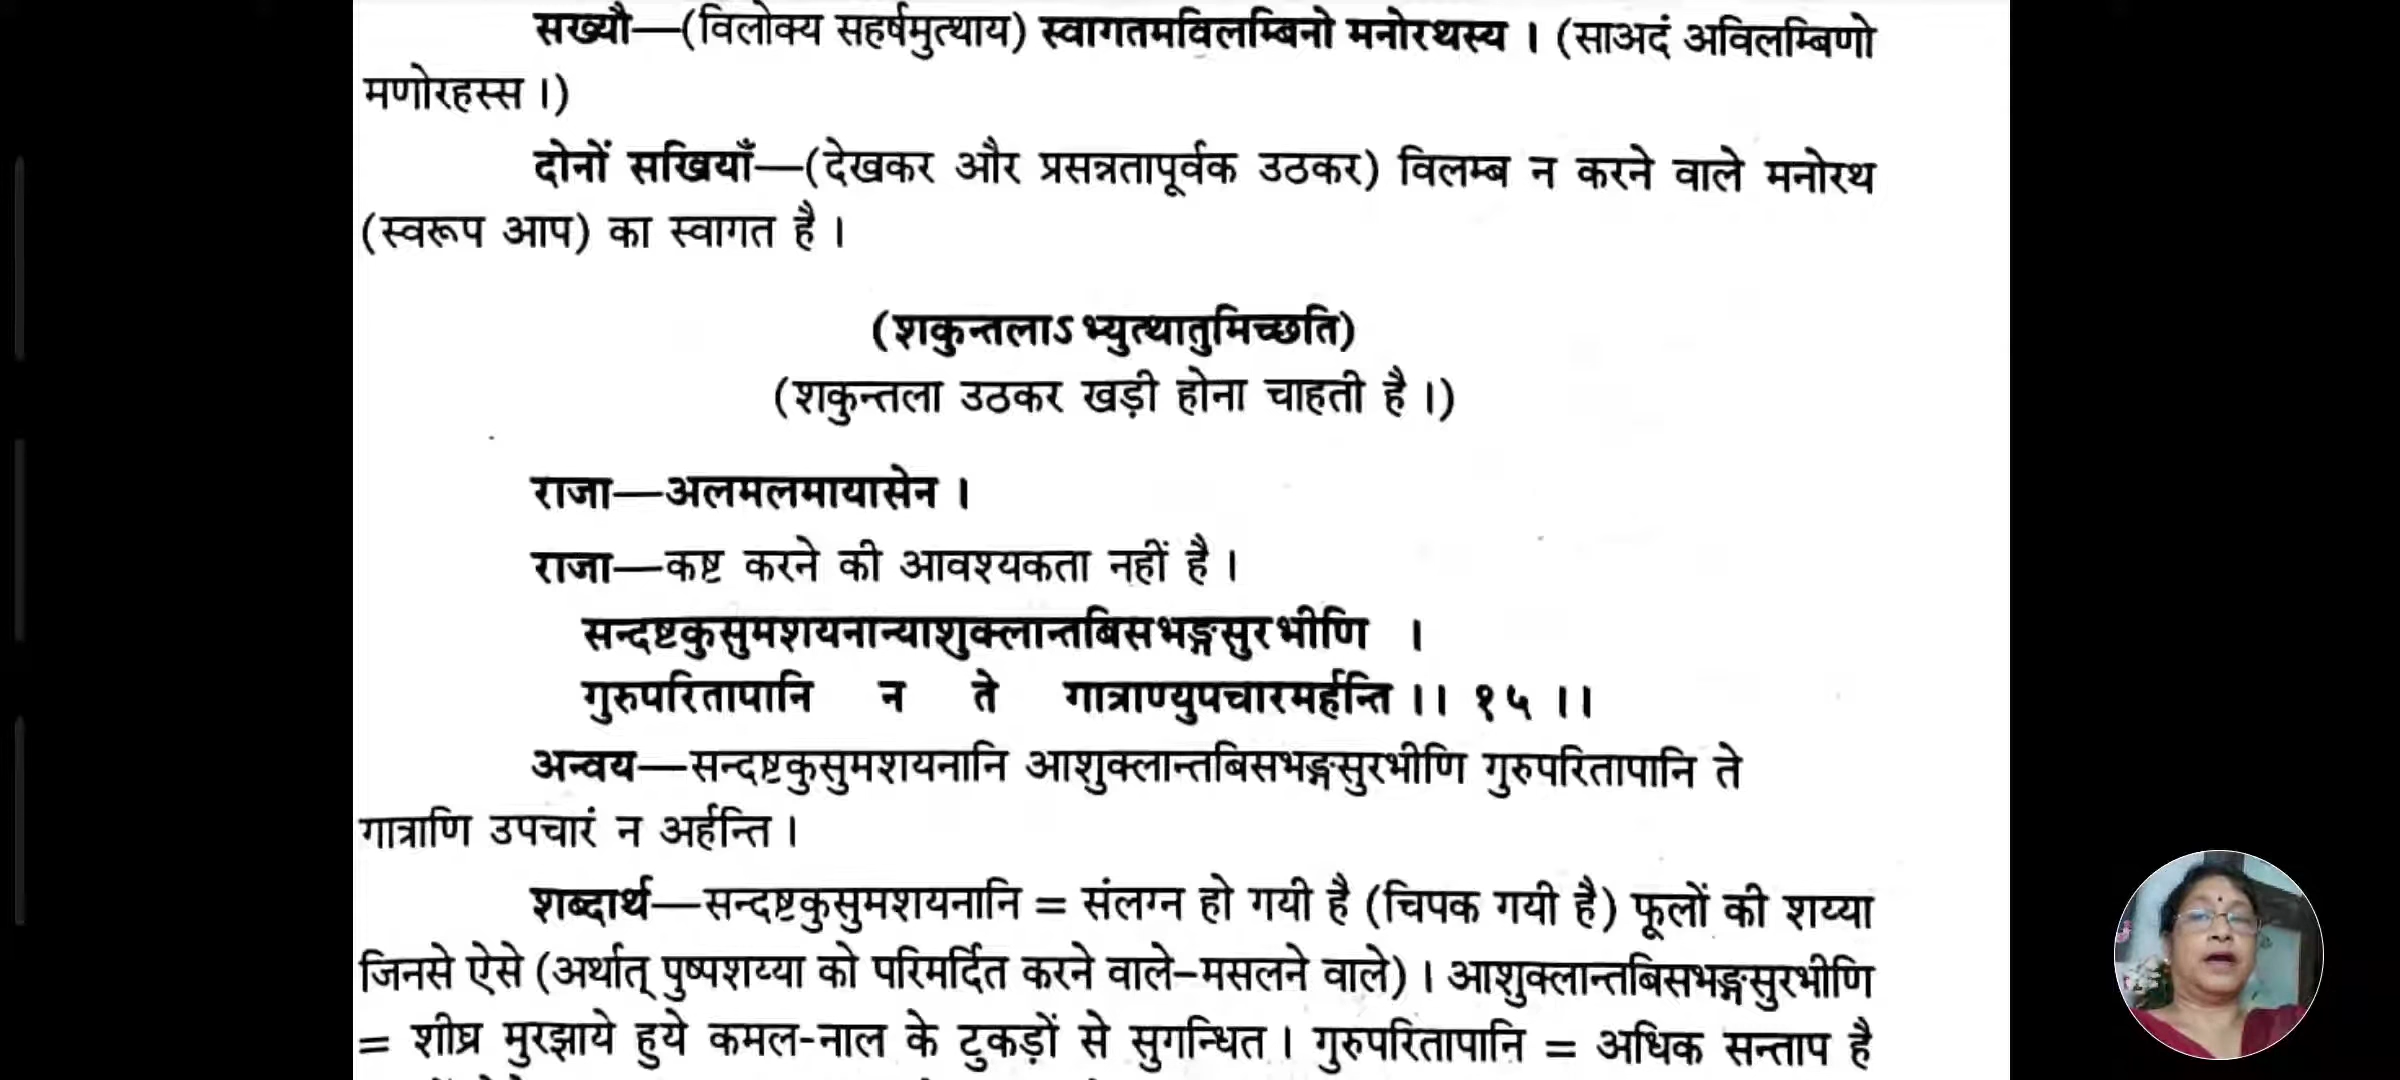 सख्यौ—(विलोक्य सहर्षमुत्थाय) स्वागतमविलम्बिनो मनोरथस्य । (साअदं अविलम्बिणो
मणोरहस्स ।)
दोनों सखियाँ—(देखकर और प्रसन्नतापूर्वक उठकर) विलम्ब न करने वाले मनोरथ
(स्वरूप आप) का स्वागत है ।
(शकुन्तलाऽभ्युत्थातुमिच्छति)
(शकुन्तला उठकर खड़ी होना चाहती है ।)
राजा—अलमलमायासेन ।
राजा—कष्ट करने की आवश्यकता नहीं है ।
सन्दष्टकुसुमशयनान्याशुक्लान्तबिसभङ्गसुरभीणि ।
गुरुपरितापानि न ते गात्राण्युपचारमर्हन्ति ।। १५ ।।
अन्वय—सन्दष्टकुसुमशयनानि आशुक्लान्तबिसभङ्गसुरभीणि गुरुपरितापानि ते
गात्राणि उपचारं न अर्हन्ति ।
शब्दार्थ—सन्दष्टकुसुमशयनानि = संलग्न हो गयी है (चिपक गयी है) फूलों की शय्या
जिनसे ऐसे (अर्थात् पुष्पशय्या को परिमर्दित करने वाले-मसलने वाले) । आशुक्लान्तबिसभङ्गसुरभीणि
= शीघ्र मुरझाये हुये कमल-नाल के टुकड़ों से सुगन्धित । गुरुपरितापानि = अधिक सन्ताप है